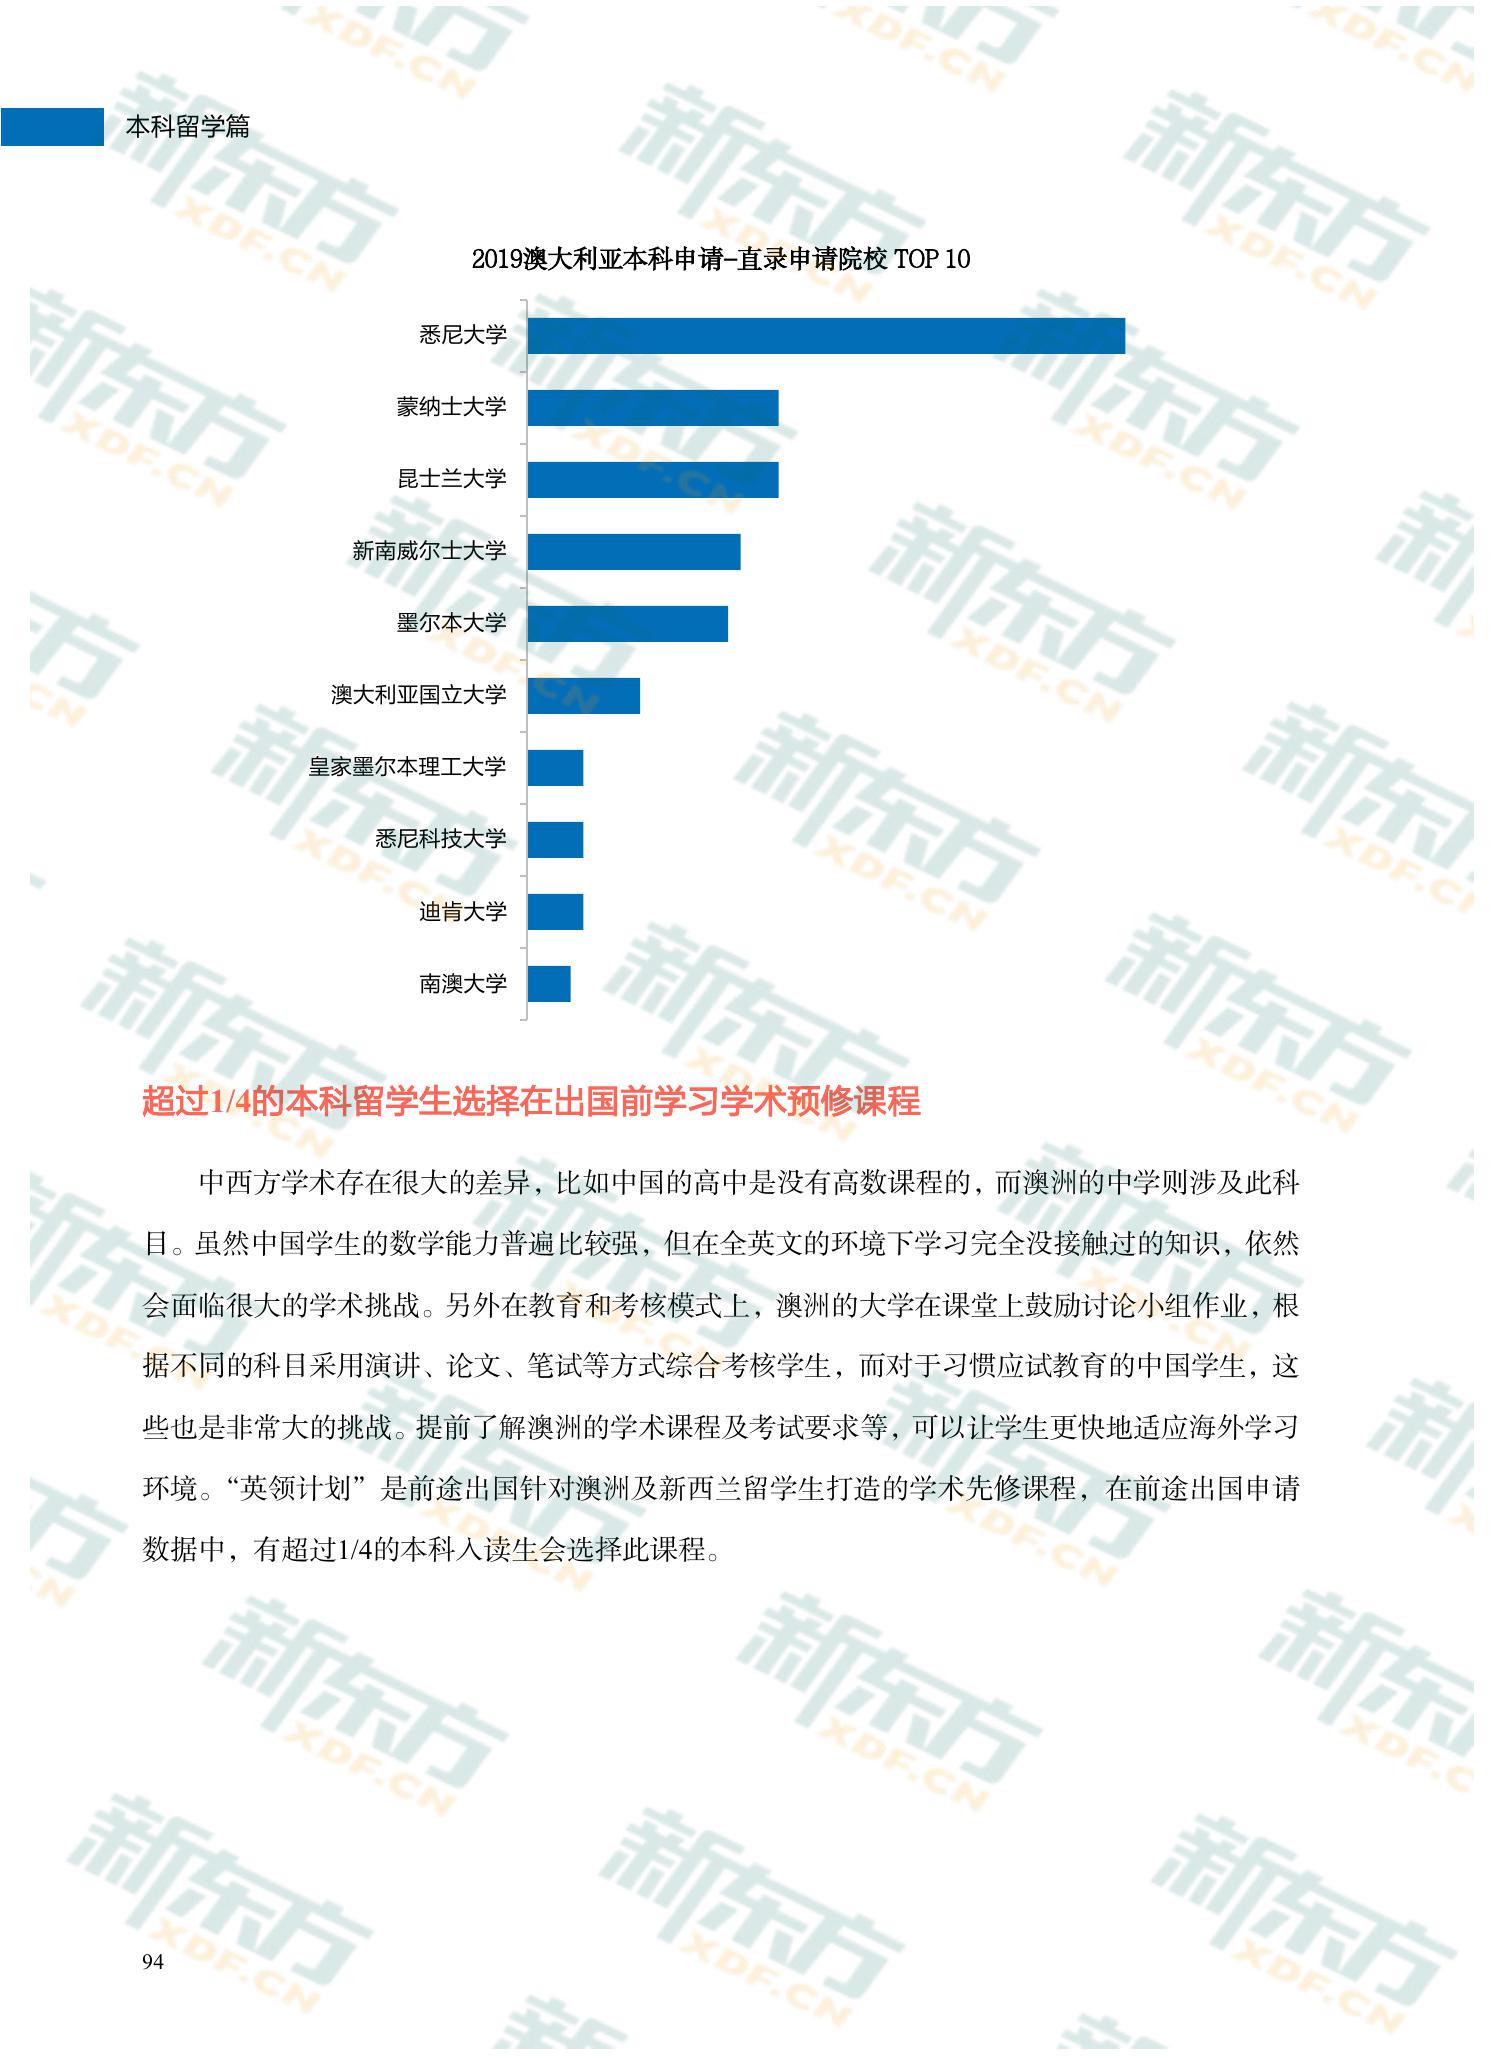 本科留学篇
2019澳大利亚本科申请–直录申请院校 TOP 10
悉尼大学
蒙纳士大学
昆士兰大学
新南威尔士大学
墨尔本大学
澳大利亚国立大学
皇家墨尔本理工大学
悉尼科技大学
迪肯大学
南澳大学
超过1/4的本科留学生选择在出国前学习学术预修课程
中西方学术存在很大的差异，比如中国的高中是没有高数课程的，而澳洲的中学则涉及此科
目。虽然中国学生的数学能力普遍比较强，但在全英文的环境下学习完全没接触过的知识，依然
会面临很大的学术挑战。另外在教育和考核模式上，澳洲的大学在课堂上鼓励讨论小组作业，根
据不同的科目采用演讲、论文、笔试等方式综合考核学生，而对于习惯应试教育的中国学生，这
些也是非常大的挑战。提前了解澳洲的学术课程及考试要求等，可以让学生更快地适应海外学习
环境。“英领计划”是前途出国针对澳洲及新西兰留学生打造的学术先修课程，在前途出国申请
数据中，有超过1/4的本科入读生会选择此课程。
94
新东方
XDF.CN